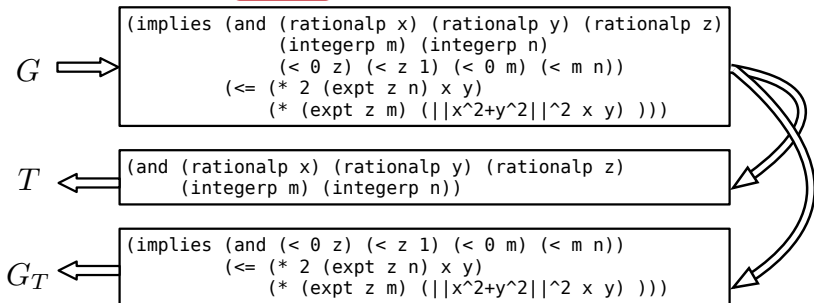 G
(implies (and (rationalp x) (rationalp y) (rationalp z)
(integerp m) (integerp n)
(< 0 z) (< z 1) (< 0 m) (< m n))
(<= (* 2 (expt z n) x y)
(* (expt z m) (||x^2+y^2||^2 x y) )))
T
(and (rationalp x) (rationalp y) (rationalp z)
(integerp m) (integerp n))
G_T
(implies (and (< 0 z) (< z 1) (< 0 m) (< m n))
(<= (* 2 (expt z n) x y)
(* (expt z m) (||x^2+y^2||^2 x y) )))